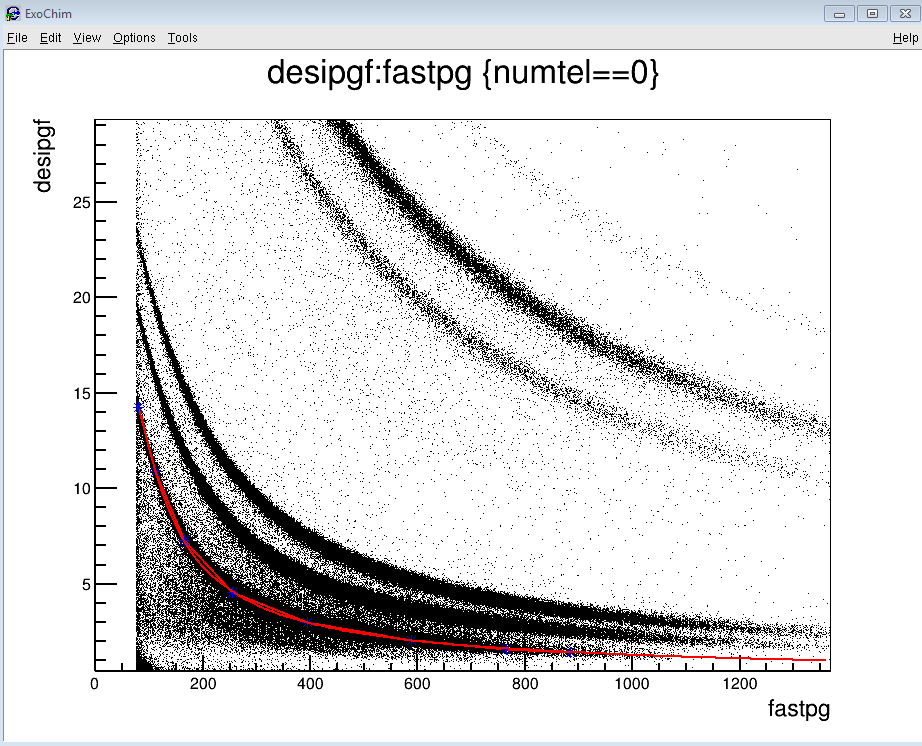 ExoChim
File Edit View Options Tools Help
desipgf:fastpg {numtel==0}
desipgf
25
20
15
10
5
0 200 400 600 800 1000 1200
fastpg